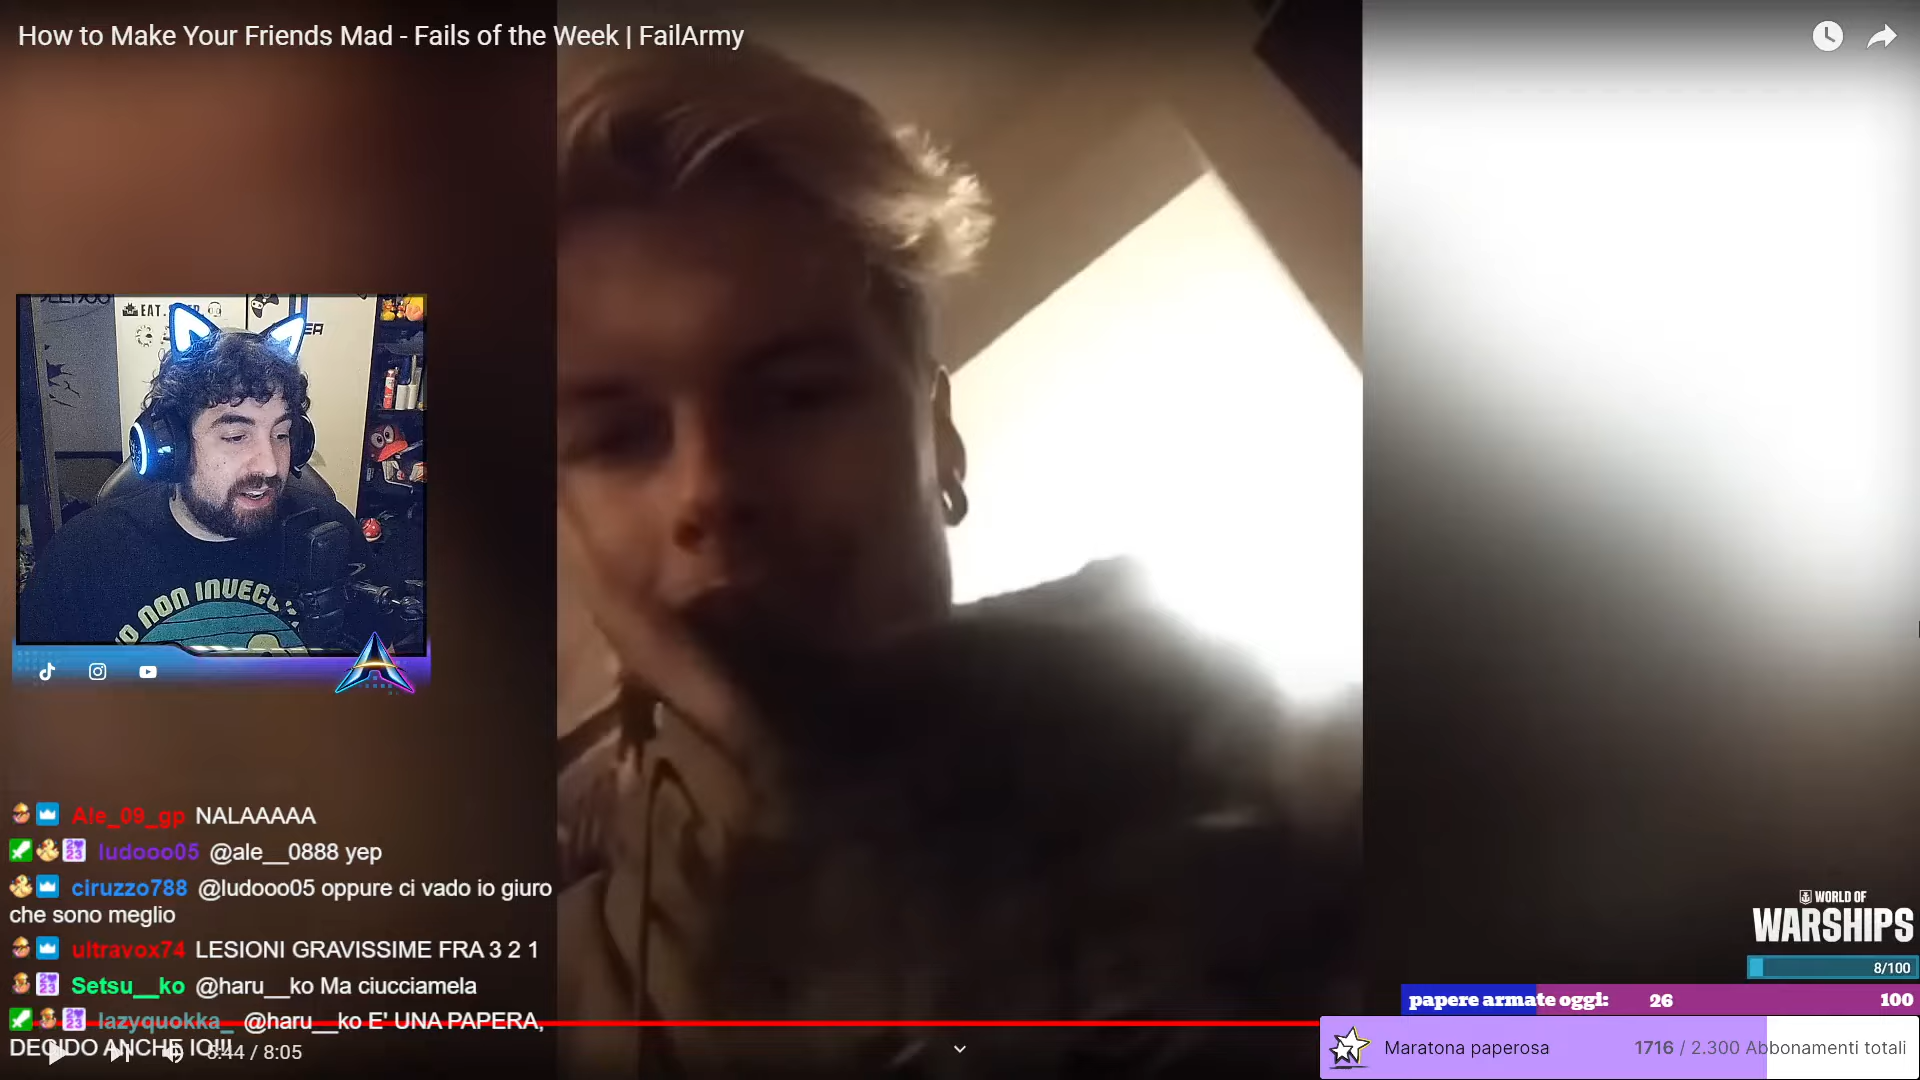 How to Make Your Friends Mad - Fails of the Week | FailArmy
EAT.
NON INVECC
Ale_09_gp NALAAAAA
ludooo05 @ale__0888 yep
ciruzzo788 @ludooo05 oppure ci vado io giuro
che sono meglio
ultravox74 LESIONI GRAVISSIME FRA 3 2 1
Setsu__ko @haru__ko Ma ciucciamela
lazyquokka_ @haru__ko E' UNA PAPERA,
DECIDO ANCHE IO!!!
6:44 / 8:05
WORLD OF
WARSHIPS
8/100
papere armate oggi: 26 100
Maratona paperosa 1716 / 2.300 Abbonamenti totali